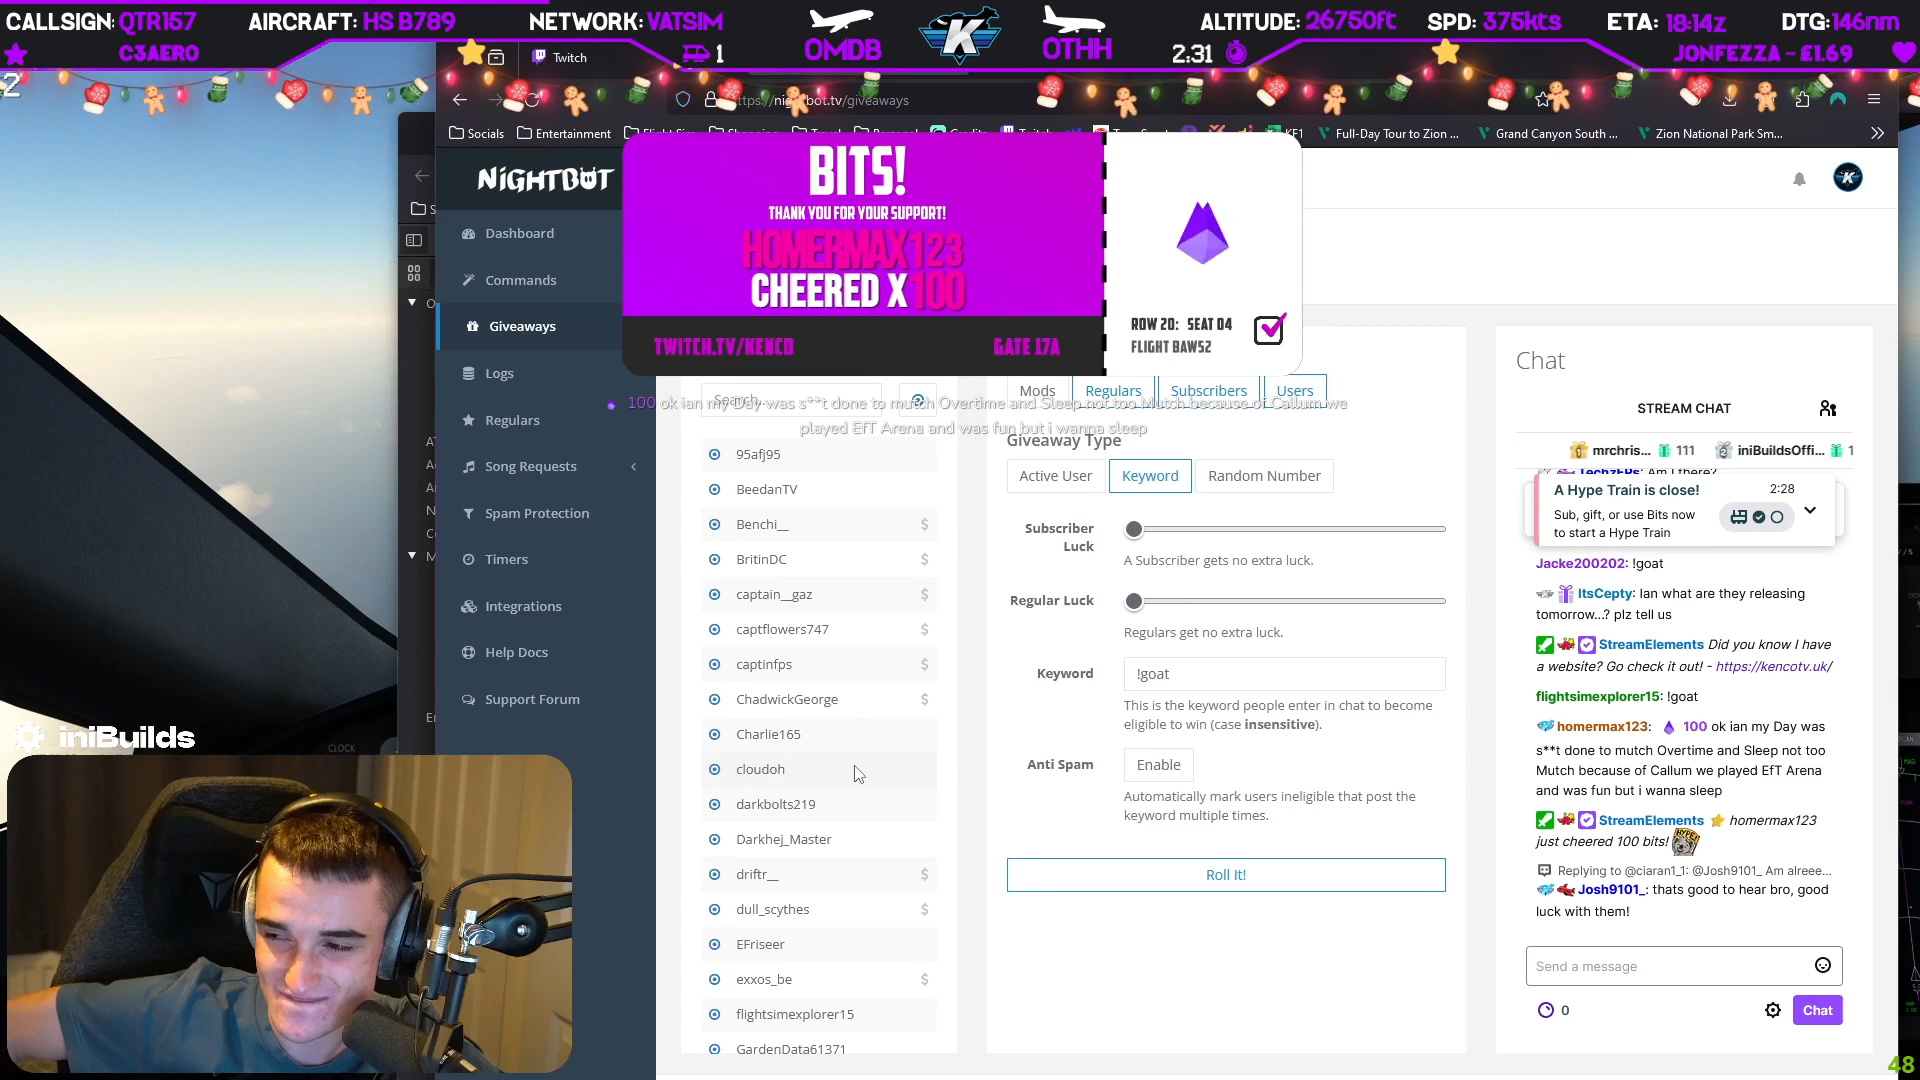 CALLSIGN: QTR157
AIRCRAFT: HS B789
NETWORK: VATSIM
OMDB
OTHH
ALTITUDE: 26750ft
SPD: 375kts
ETA: 18:14z
DTG: 146nm
C3AERO
1
2:31
JONFEZZA - £1.69
2
Twitch
nightbot.tv/giveaways
Socials
Entertainment
KF1
Full-Day Tour to Zion ...
Grand Canyon South ...
Zion National Park Sm...
NiGHTBOT
Dashboard
Commands
Giveaways
Logs
Regulars
Song Requests
Spam Protection
Timers
Integrations
Help Docs
Support Forum
BITS!
THANK YOU FOR YOUR SUPPORT!
HOMERMAX123
CHEERED X100
TWITCH.TV/KENCO
GATE 17A
ROW 20: SEAT 04
FLIGHT BAW52
100 ok ian my Day was s**t done to mutch Overtime and Sleep not too Mutch because of Callum we
played EfT Arena and was fun but i wanna sleep
Search...
95afj95
BeedanTV
Benchi__ $
BritinDC $
captain__gaz $
captflowers747 $
captinfps $
ChadwickGeorge $
Charlie165
cloudoh
darkbolts219
Darkhej_Master
driftr__ $
dull_scythes $
EFriseer
exxos_be $
flightsimexplorer15
GardenData61371
Mods
Regulars
Subscribers
Users
Giveaway Type
Active User
Keyword
Random Number
Subscriber
Luck
A Subscriber gets no extra luck.
Regular Luck
Regulars get no extra luck.
Keyword
!goat
This is the keyword people enter in chat to become
eligible to win (case insensitive).
Anti Spam
Enable
Automatically mark users ineligible that post the
keyword multiple times.
Roll It!
Chat
STREAM CHAT
mrchris... 111
iniBuildsOffi... 1
TechzERs: Am I there?
A Hype Train is close!
2:28
Sub, gift, or use Bits now
to start a Hype Train
Jacke200202: !goat
ItsCepty: Ian what are they releasing
tomorrow...? plz tell us
StreamElements Did you know I have
a website? Go check it out! - https://kencotv.uk/
flightsimexplorer15: !goat
homermax123: 100 ok ian my Day was
s**t done to mutch Overtime and Sleep not too
Mutch because of Callum we played EfT Arena
and was fun but i wanna sleep
StreamElements homermax123
just cheered 100 bits!
Replying to @ciaran1_1: @Josh9101_ Am alreee...
Josh9101_: thats good to hear bro, good
luck with them!
Send a message
0
Chat
iniBuilds
CLOCK
48